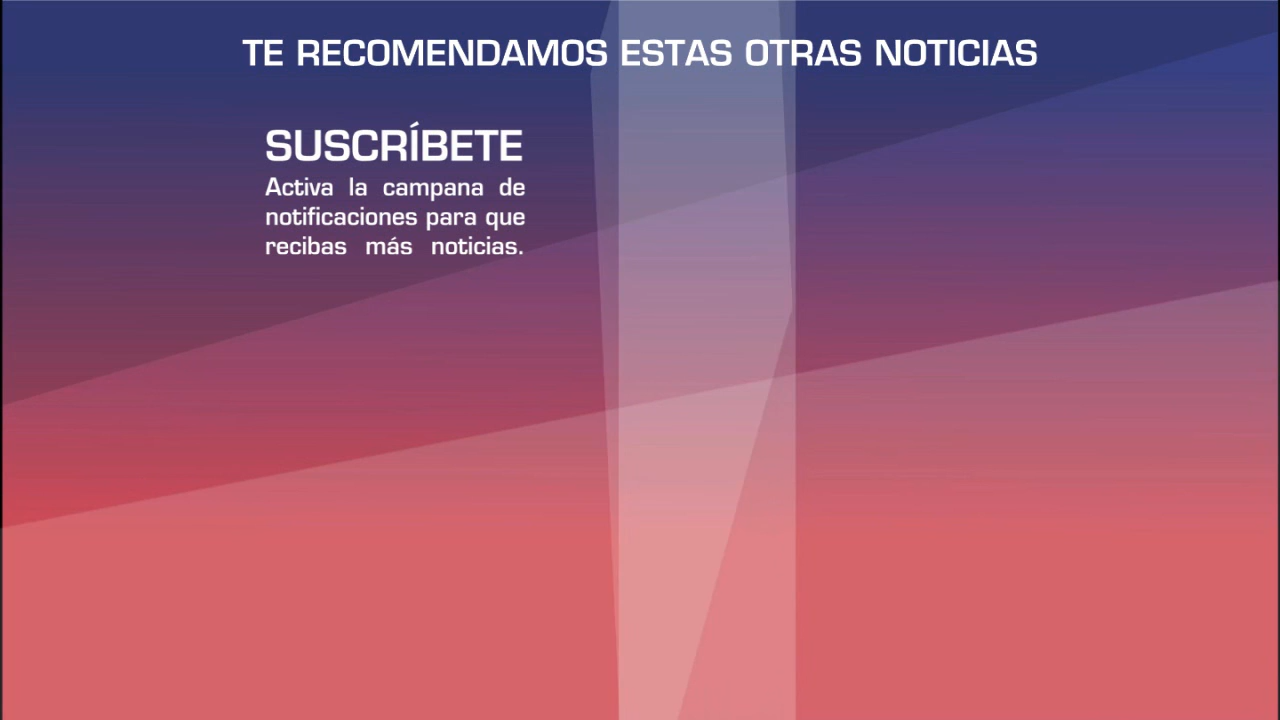 TE RECOMENDAMOS ESTAS OTRAS NOTICIAS
SUSCRÍBETE
Activa la campana de
notificaciones para que
recibas más noticias.